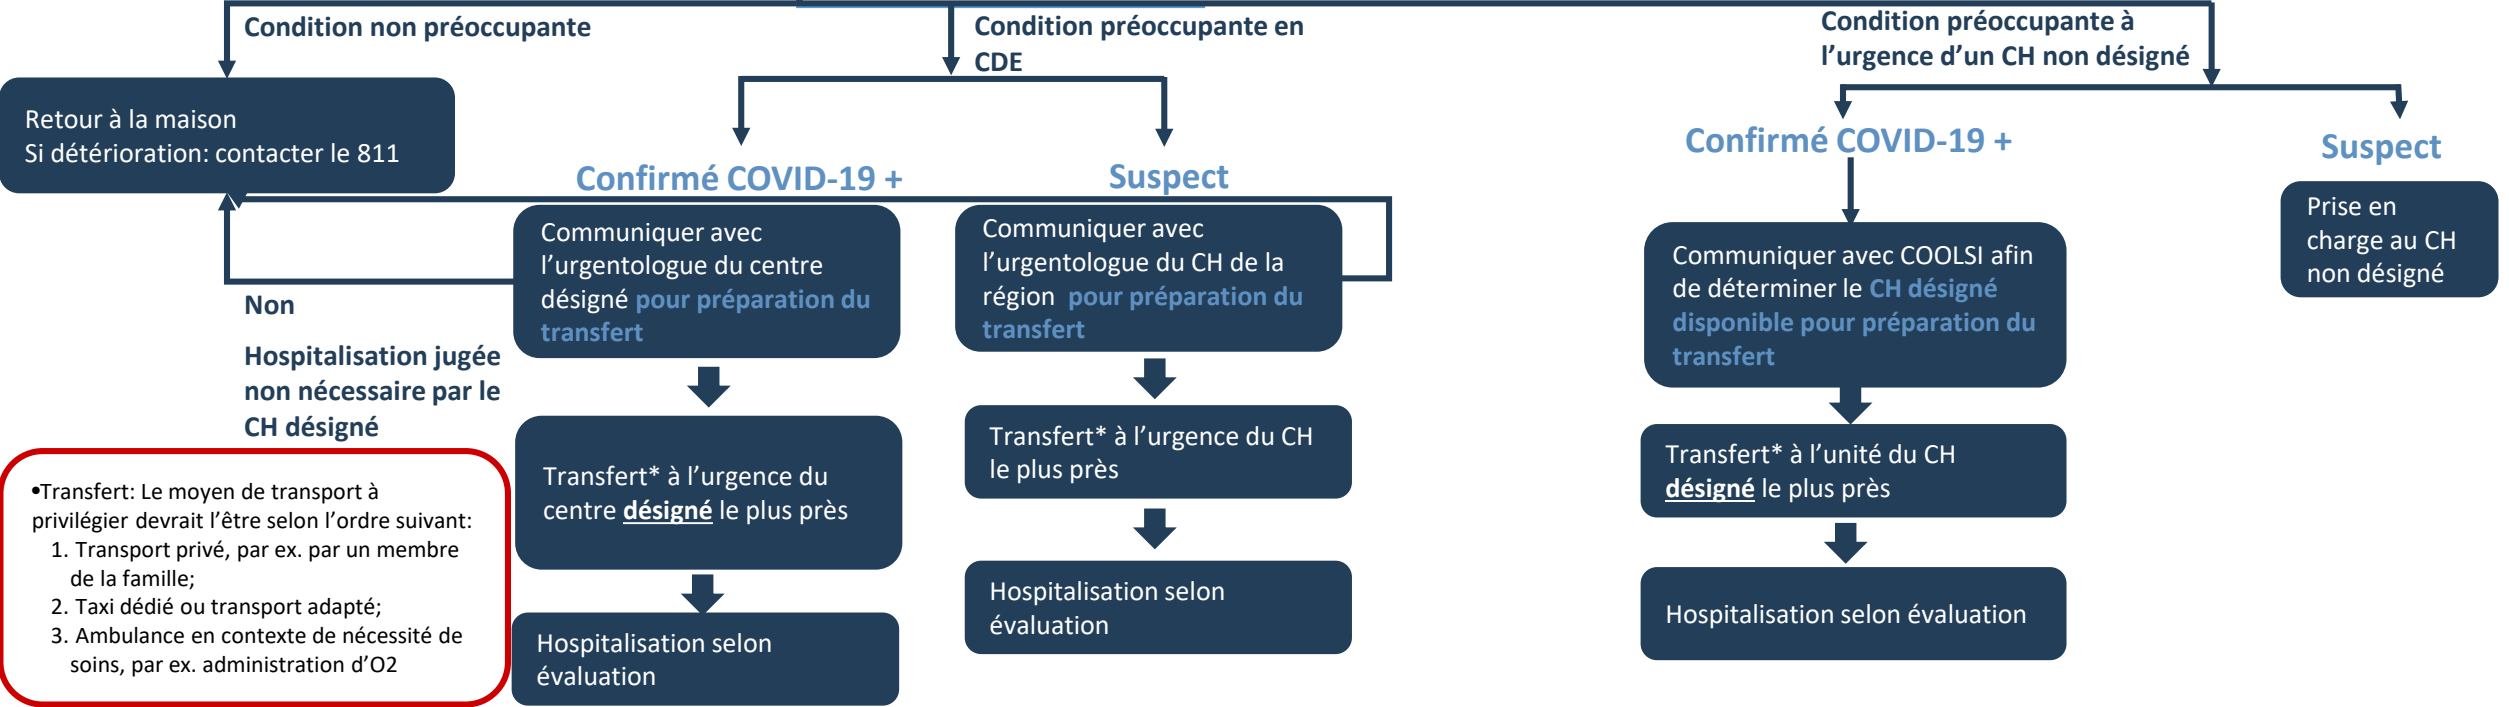 Condition non préoccupante
Condition préoccupante en
CDE
Condition préoccupante à
l’urgence d’un CH non désigné
Retour à la maison
Si détérioration: contacter le 811
Confirmé COVID-19 +
Suspect
Confirmé COVID-19 +
Suspect
Communiquer avec
l’urgentologue du centre
désigné pour préparation du
transfert
Communiquer avec
l’urgentologue du CH de la
région pour préparation du
transfert
Communiquer avec COOLSI afin
de déterminer le CH désigné
disponible pour préparation du
transfert
Prise en
charge au CH
non désigné
Non
Hospitalisation jugée
non nécessaire par le
CH désigné
Transfert* à l’urgence du
centre désigné le plus près
Transfert* à l’urgence du CH
le plus près
Transfert* à l’unité du CH
désigné le plus près
•Transfert: Le moyen de transport à
privilégier devrait l’être selon l’ordre suivant:
1. Transport privé, par ex. par un membre
de la famille;
2. Taxi dédié ou transport adapté;
3. Ambulance en contexte de nécessité de
soins, par ex. administration d’O2
Hospitalisation selon
évaluation
Hospitalisation selon
évaluation
Hospitalisation selon évaluation